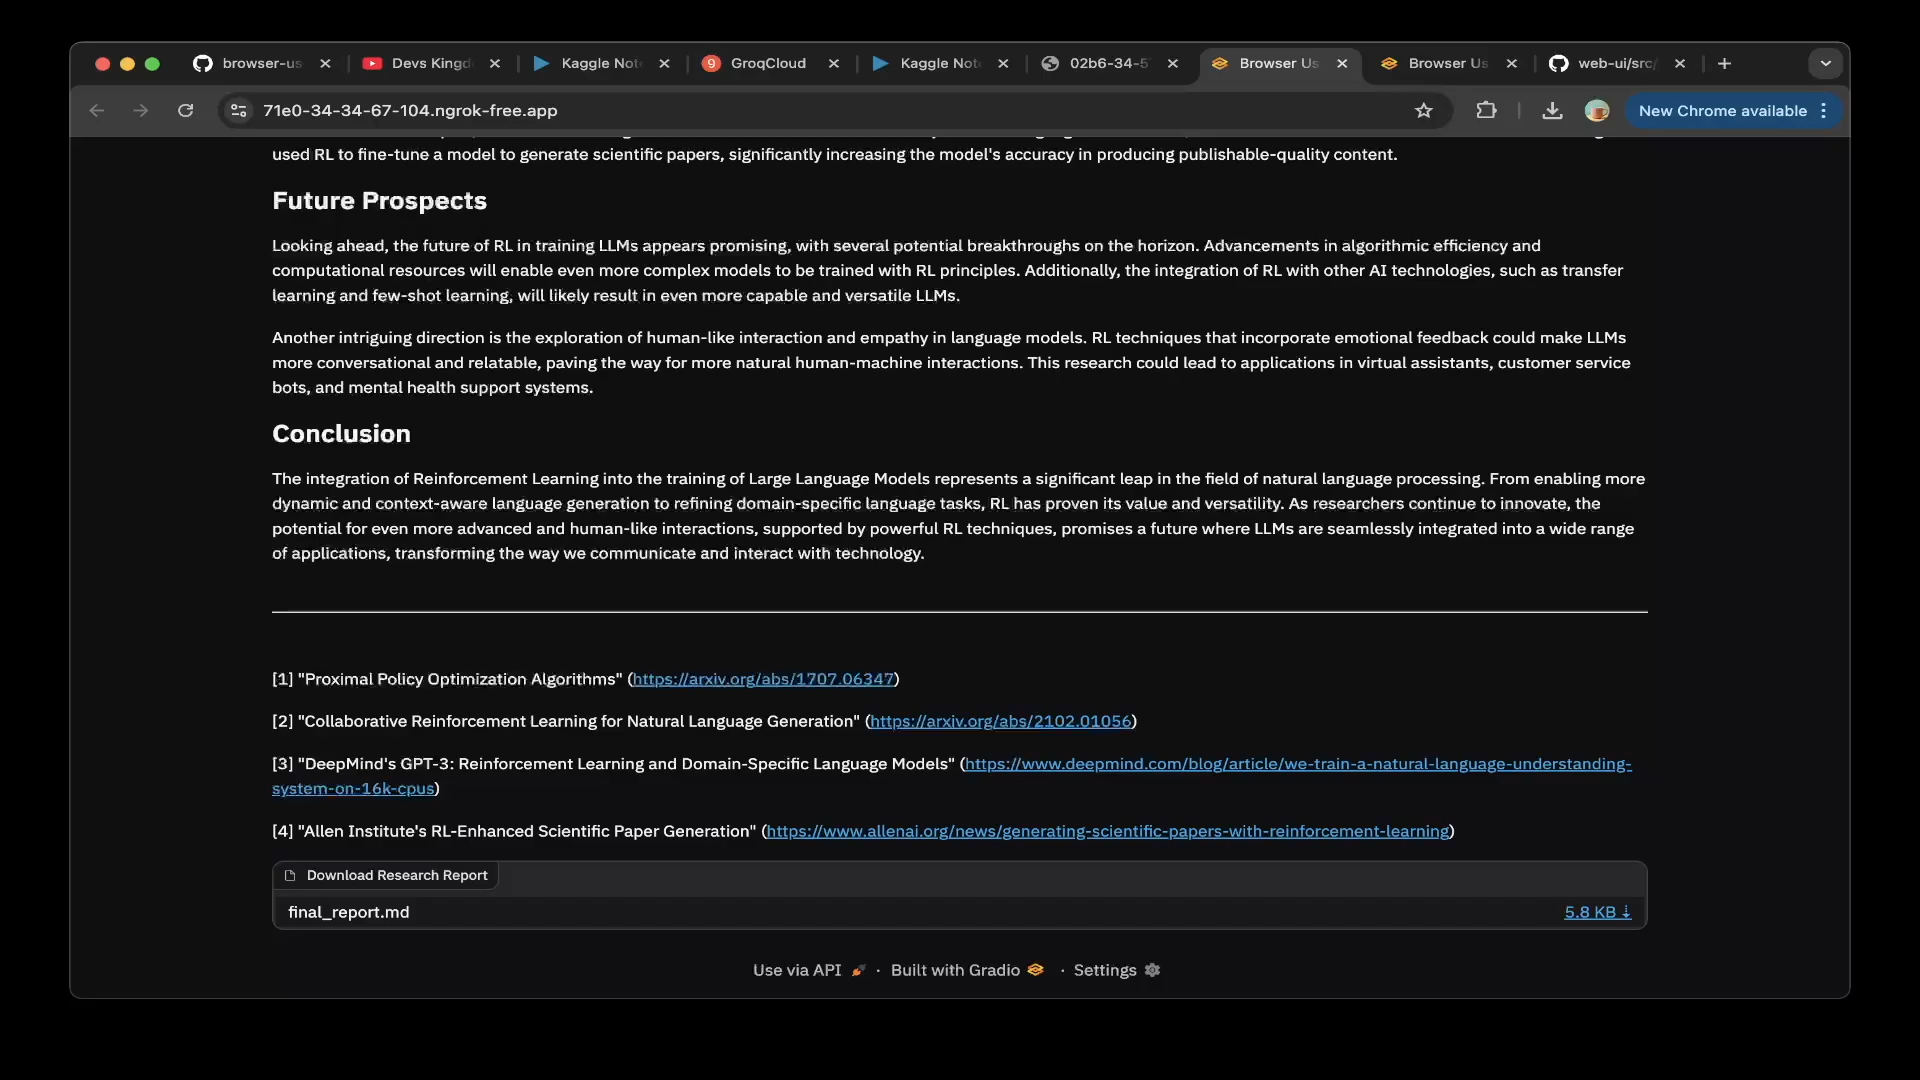 browser-us
Devs Kingd
Kaggle Not
GroqCloud
Kaggle Not
02b6-34-5
Browser Us
Browser Us
web-ui/src/
71e0-34-34-67-104.ngrok-free.app
New Chrome available
used RL to fine-tune a model to generate scientific papers, significantly increasing the model's accuracy in producing publishable-quality content.
Future Prospects
Looking ahead, the future of RL in training LLMs appears promising, with several potential breakthroughs on the horizon. Advancements in algorithmic efficiency and
computational resources will enable even more complex models to be trained with RL principles. Additionally, the integration of RL with other AI technologies, such as transfer
learning and few-shot learning, will likely result in even more capable and versatile LLMs.
Another intriguing direction is the exploration of human-like interaction and empathy in language models. RL techniques that incorporate emotional feedback could make LLMs
more conversational and relatable, paving the way for more natural human-machine interactions. This research could lead to applications in virtual assistants, customer service
bots, and mental health support systems.
Conclusion
The integration of Reinforcement Learning into the training of Large Language Models represents a significant leap in the field of natural language processing. From enabling more
dynamic and context-aware language generation to refining domain-specific language tasks, RL has proven its value and versatility. As researchers continue to innovate, the
potential for even more advanced and human-like interactions, supported by powerful RL techniques, promises a future where LLMs are seamlessly integrated into a wide range
of applications, transforming the way we communicate and interact with technology.
[1] "Proximal Policy Optimization Algorithms" (https://arxiv.org/abs/1707.06347)
[2] "Collaborative Reinforcement Learning for Natural Language Generation" (https://arxiv.org/abs/2102.01056)
[3] "DeepMind's GPT-3: Reinforcement Learning and Domain-Specific Language Models" (https://www.deepmind.com/blog/article/we-train-a-natural-language-understanding-
system-on-16k-cpus)
[4] "Allen Institute's RL-Enhanced Scientific Paper Generation" (https://www.allenai.org/news/generating-scientific-papers-with-reinforcement-learning)
Download Research Report
final_report.md
5.8 KB ⇣
Use via API · Built with Gradio · Settings